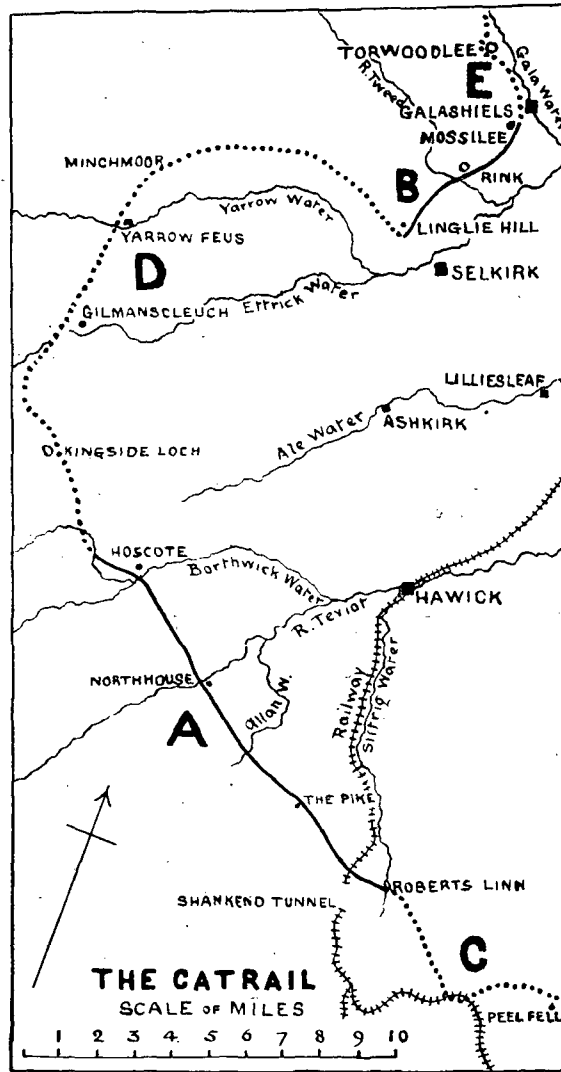 TORWOODLEE
R. Tweed
Gala Water
E
GALASHIELS
MOSSILEE
MINCHMOOR
B
RINK
Yarrow Water
LINGLIE HILL
YARROW FEUS
D
SELKIRK
GILMANSCLEUCH
Ettrick Water
LILLIESLEAF
Ale Water
ASHKIRK
KINGSIDE LOCH
HOSCOTE
Borthwick Water
HAWICK
R. Teviot
NORTHHOUSE
Allan W.
Railway
Slitrig Water
A
THE PIKE
ROBERTS LINN
SHANKEND TUNNEL
C
THE CATRAIL
SCALE OF MILES
PEEL FELL
1 2 3 4 5 6 7 8 9 10